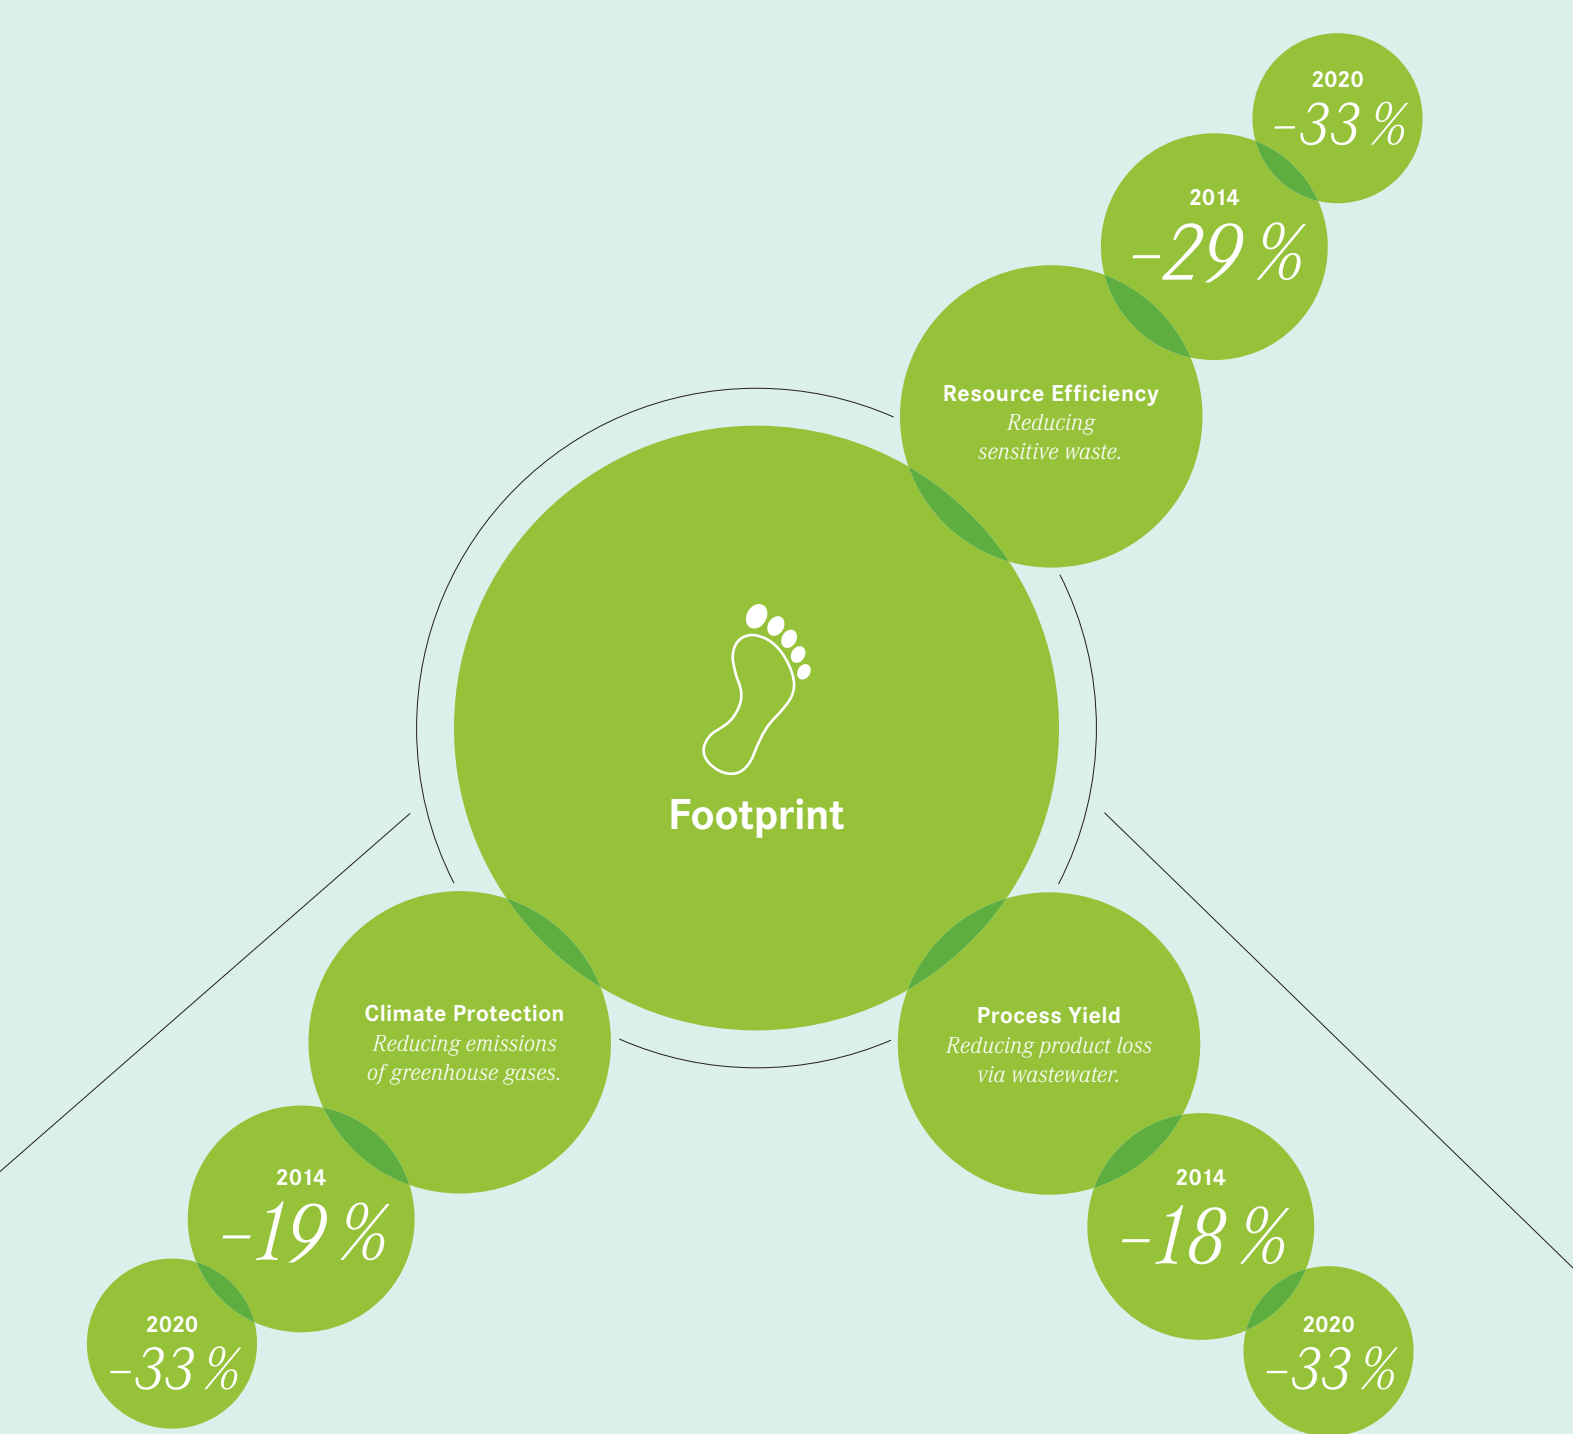 2020
–33 %
2014
–29 %
Resource Efficiency
Reducing
sensitive waste.
Footprint
Climate Protection
Reducing emissions
of greenhouse gases.
2014
–19 %
2020
–33 %
Process Yield
Reducing product loss
via wastewater.
2014
–18 %
2020
–33 %